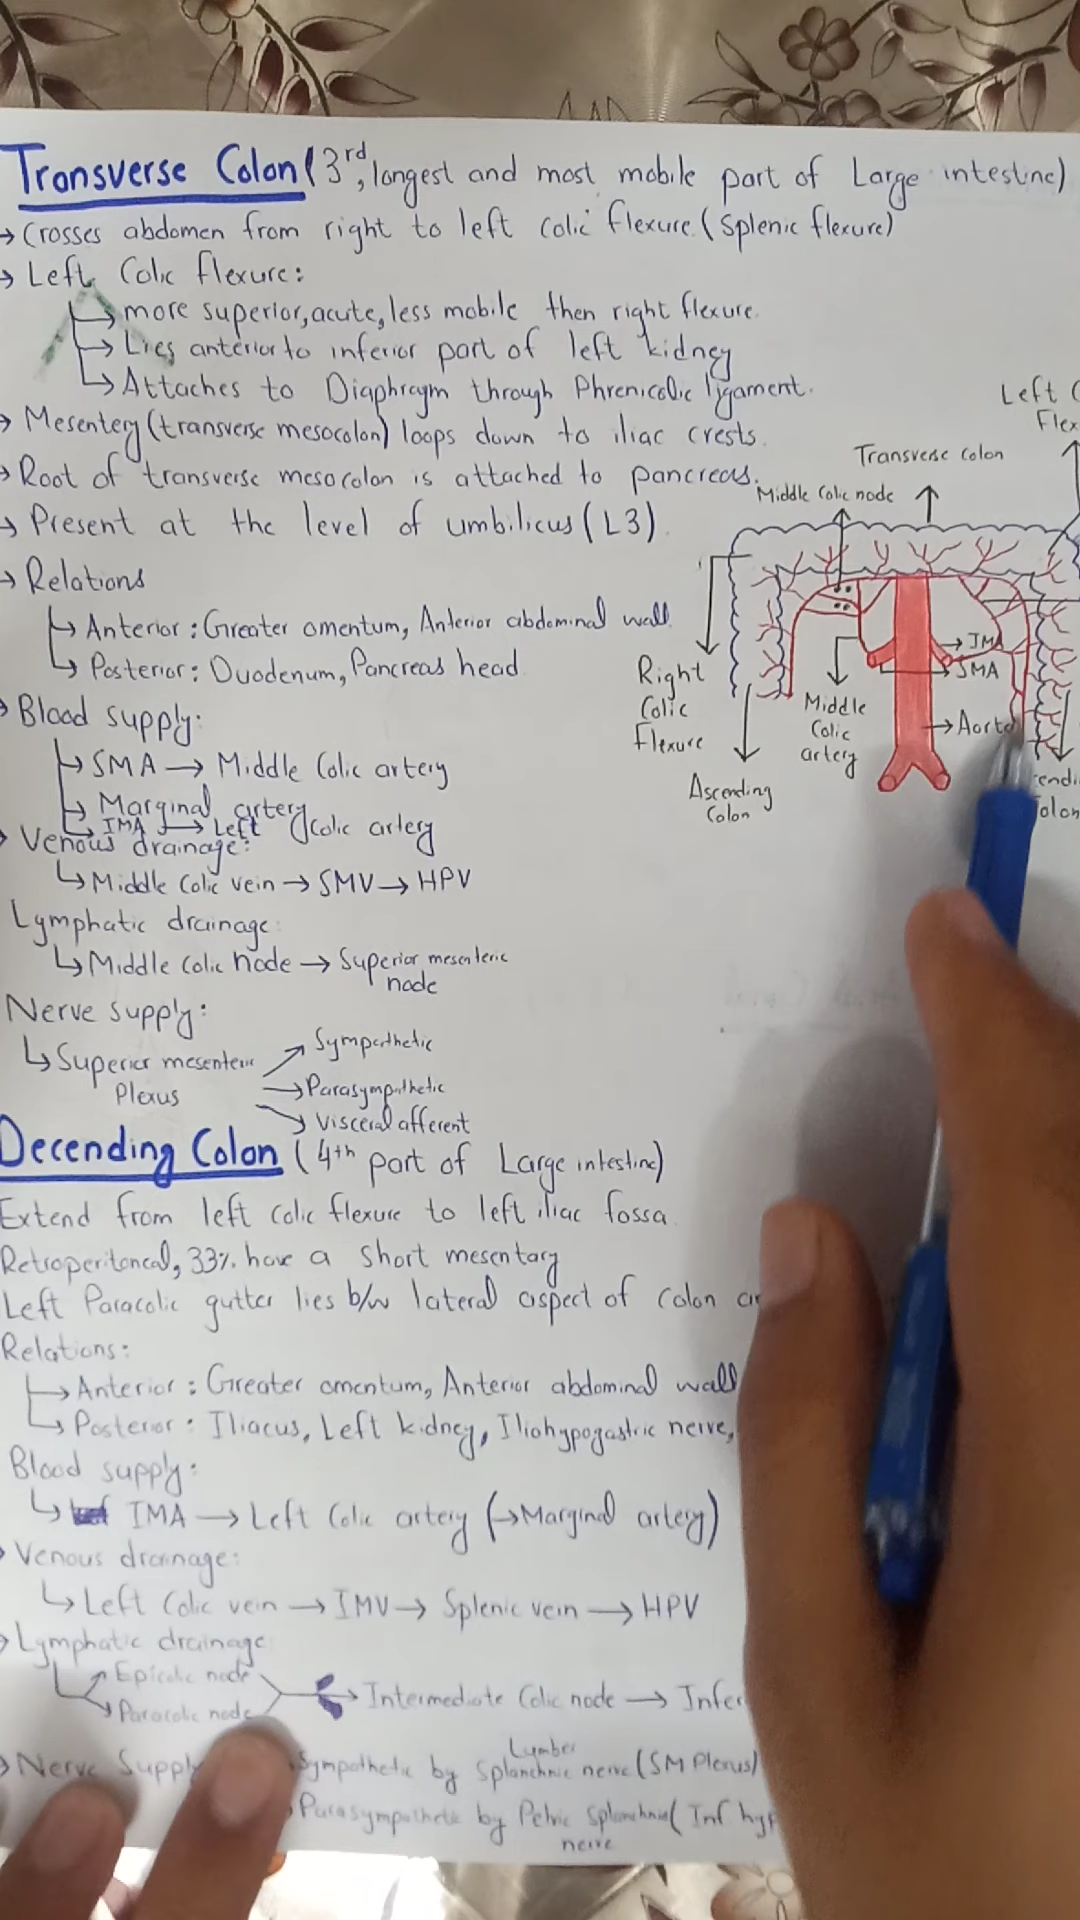 Transverse Colon (3rd, longest and most mobile part of Large intestine)
→ Crosses abdomen from right to left colic flexure (Splenic flexure)
→ Left Colic flexure:
↳ more superior, acute, less mobile then right flexure.
↳ Lies anterior to inferior part of left kidney
↳ Attaches to Diaphragm through Phrenicolic ligament.
→ Mesentery (transverse mesocolon) loops down to iliac crests.
→ Root of transverse mesocolon is attached to pancreas.
→ Present at the level of umbilicus (L3)
→ Relations
↳ Anterior : Greater omentum, Anterior abdominal wall
↳ Posterior : Duodenum, Pancreas head
→ Blood supply:
↳ SMA → Middle Colic artery
↳ Marginal artery
↳ IMA → Left Colic artery
→ Venous drainage:
↳ Middle Colic vein → SMV → HPV
Lymphatic drainage
↳ Middle Colic node → Superior mesenteric
node
Nerve supply:
↳ Superior mesenteric
Plexus
→ Sympathetic
→ Parasympathetic
→ Visceral afferent
Left
Flex
Transverse Colon
Middle Colic node
Right
Colic
Flexure
Ascending
Colon
Middle
Colic
artery
→ IMA
→ SMA
→ Aorta
endi
olon
Decending Colon (4th part of Large intestine)
Extend from left colic flexure to left iliac fossa
Retroperitoneal, 33% have a short mesentary
Left Paracolic gutter lies b/w lateral aspect of colon
Relations:
↳ Anterior : Greater omentum, Anterior abdominal wall
↳ Posterior : Iliacus, Left kidney, Iliohypogastric nerve,
Blood supply:
↳ IMA → Left Colic artery (→ Marginal artery)
→ Venous drainage:
↳ Left Colic vein → IMV → Splenic vein → HPV
→ Lymphatic drainage
Epicolic node
Paracolic node
→ Intermediate Colic node → Infer
→ Nerve Supply
Sympathetic by Lumber Splanchnic nerve (SM Plexus)
Parasympathetic by Pelvic Splanchnic (Inf hyp
nerve